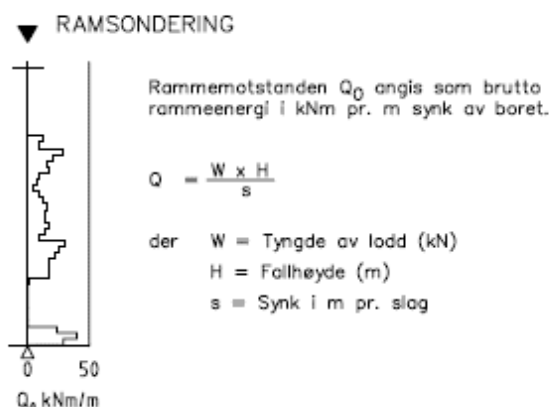 RAMSONDERING
Rammemotstanden Q0 angis som brutto
rammeenergi i kNm pr. m synk av boret.
Q = W x H
s
der W = Tyngde av lodd (kN)
H = Fallhøyde (m)
s = Synk i m pr. slag
0 50
Q0 kNm/m